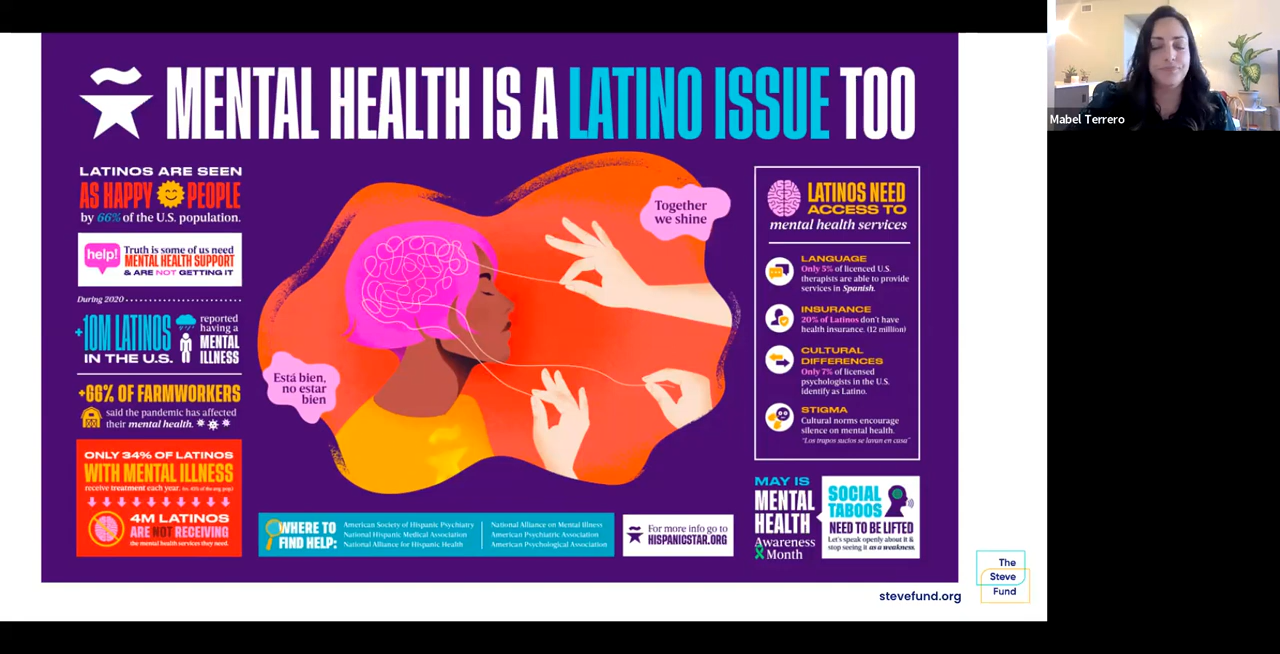 MENTAL HEALTH IS A LATINO ISSUE TOO
LATINOS ARE SEEN
AS HAPPY PEOPLE
by 66% of the U.S. population.
help!
Truth is some of us need
MENTAL HEALTH SUPPORT
& ARE NOT GETTING IT
During 2020
+10M LATINOS
IN THE U.S.
reported
having a
MENTAL
ILLNESS
+66% OF FARMWORKERS
said the pandemic has affected
their mental health.
ONLY 34% OF LATINOS
WITH MENTAL ILLNESS
receive treatment each year.
4M LATINOS
ARE NOT RECEIVING
the mental health services they need.
Together
we shine
Está bien,
no estar
bien
WHERE TO
FIND HELP:
American Society of Hispanic Psychiatry
National Hispanic Medical Association
National Alliance for Hispanic Health
National Alliance on Mental Illness
American Psychiatric Association
American Psychological Association
For more info go to
HISPANICSTAR.ORG
LATINOS NEED
ACCESS TO
mental health services
LANGUAGE
Only 5% of licenced U.S.
therapists are able to provide
services in Spanish.
INSURANCE
20% of Latinos don't have
health insurance. (12 million)
CULTURAL
DIFFERENCES
Only 7% of licensed
psychologists in the U.S.
identify as Latino.
STIGMA
Cultural norms encourage
silence on mental health.
"Los trapos sucios se lavan en casa"
MAY IS
MENTAL
HEALTH
Awareness
Month
SOCIAL
TABOOS
NEED TO BE LIFTED
Let's speak openly about it &
stop seeing it as a weakness.
stevefund.org
The
Steve
Fund
Mabel Terrero